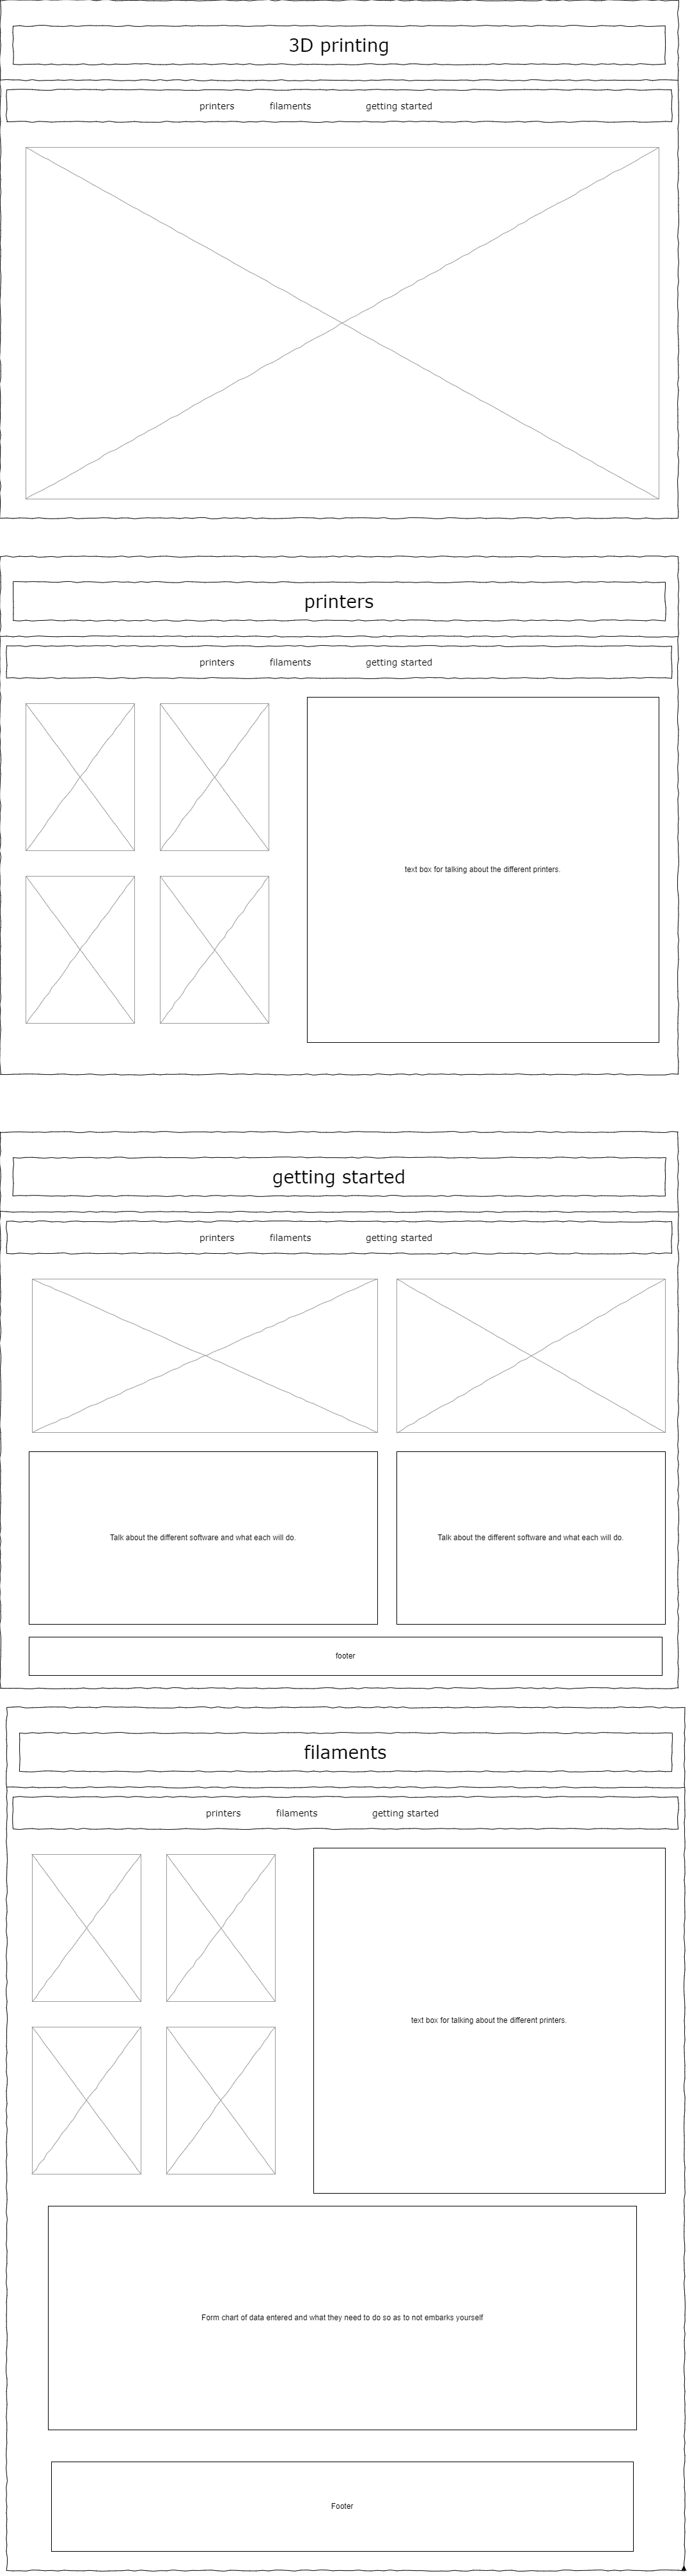 3D printing
printers filaments getting started
printers
printers filaments getting started
text box for talking about the different printers.
getting started
printers filaments getting started
Talk about the different software and what each will do. Talk about the different software and what each will do.
footer
filaments
printers filaments getting started
text box for talking about the different printers.
Form chart of data entered and what they need to do so as to not embarks yourself
Footer